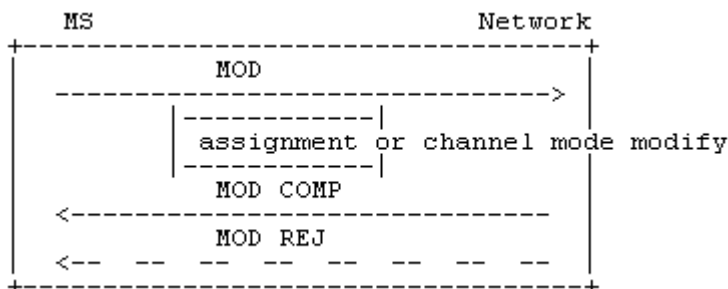 MS Network
MOD
assignment or channel mode modify
MOD COMP
MOD REJ